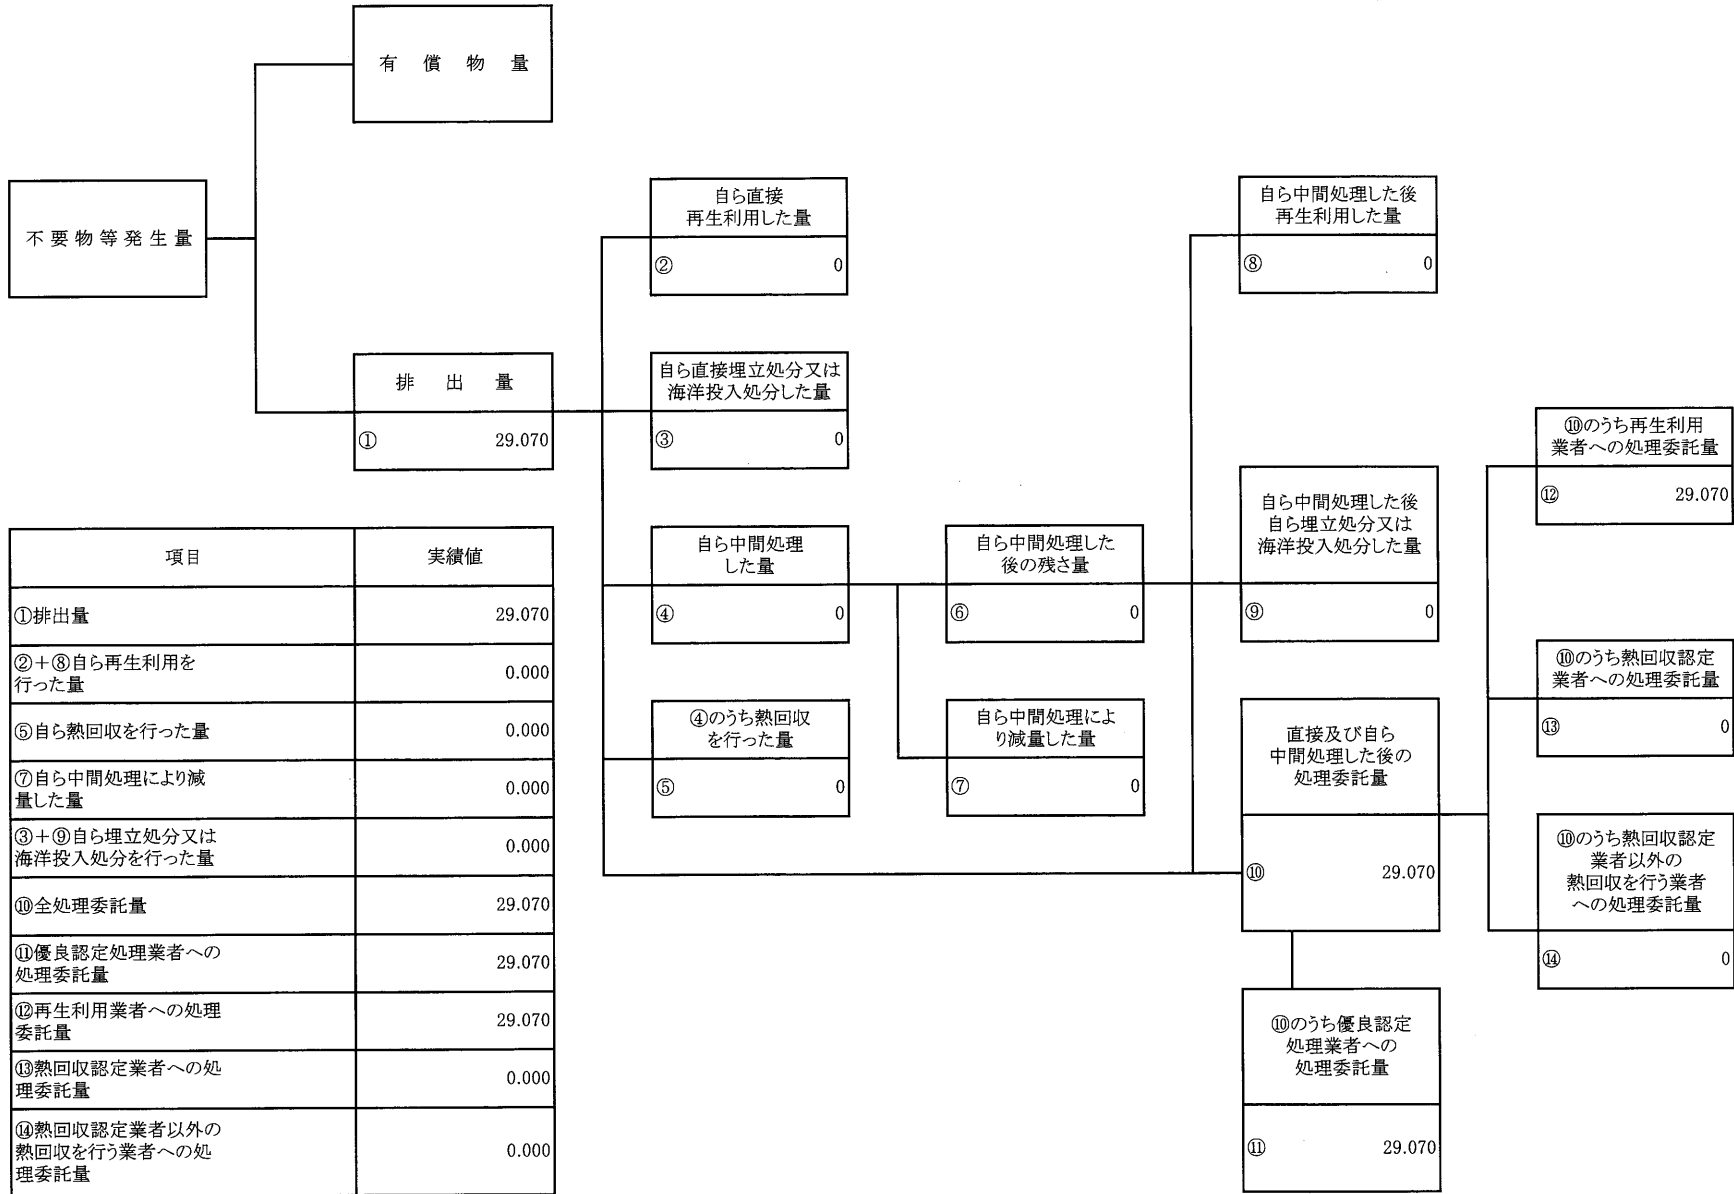 有償物量
不要物等発生量
排出量
① 29.070
自ら直接
再生利用した量
② 0
自ら直接埋立処分又は
海洋投入処分した量
③ 0
自ら中間処理
した量
④ 0
④のうち熱回収
を行った量
⑤ 0
自ら中間処理した
後の残さ量
⑥ 0
自ら中間処理によ
り減量した量
⑦ 0
自ら中間処理した後
再生利用した量
⑧ 0
自ら中間処理した後
自ら埋立処分又は
海洋投入処分した量
⑨ 0
直接及び自ら
中間処理した後の
処理委託量
⑩ 29.070
⑩のうち優良認定
処理業者への
処理委託量
⑪ 29.070
⑩のうち再生利用
業者への処理委託量
⑫ 29.070
⑩のうち熱回収認定
業者への処理委託量
⑬ 0
⑩のうち熱回収認定
業者以外の
熱回収を行う業者
への処理委託量
⑭ 0
項目 実績値
①排出量 29.070
②+⑧自ら再生利用を
行った量 0.000
⑤自ら熱回収を行った量 0.000
⑦自ら中間処理により減
量した量 0.000
③+⑨自ら埋立処分又は
海洋投入処分を行った量 0.000
⑩全処理委託量 29.070
⑪優良認定処理業者への
処理委託量 29.070
⑫再生利用業者への処理
委託量 29.070
⑬熱回収認定業者への処
理委託量 0.000
⑭熱回収認定業者以外の
熱回収を行う業者への処
理委託量 0.000